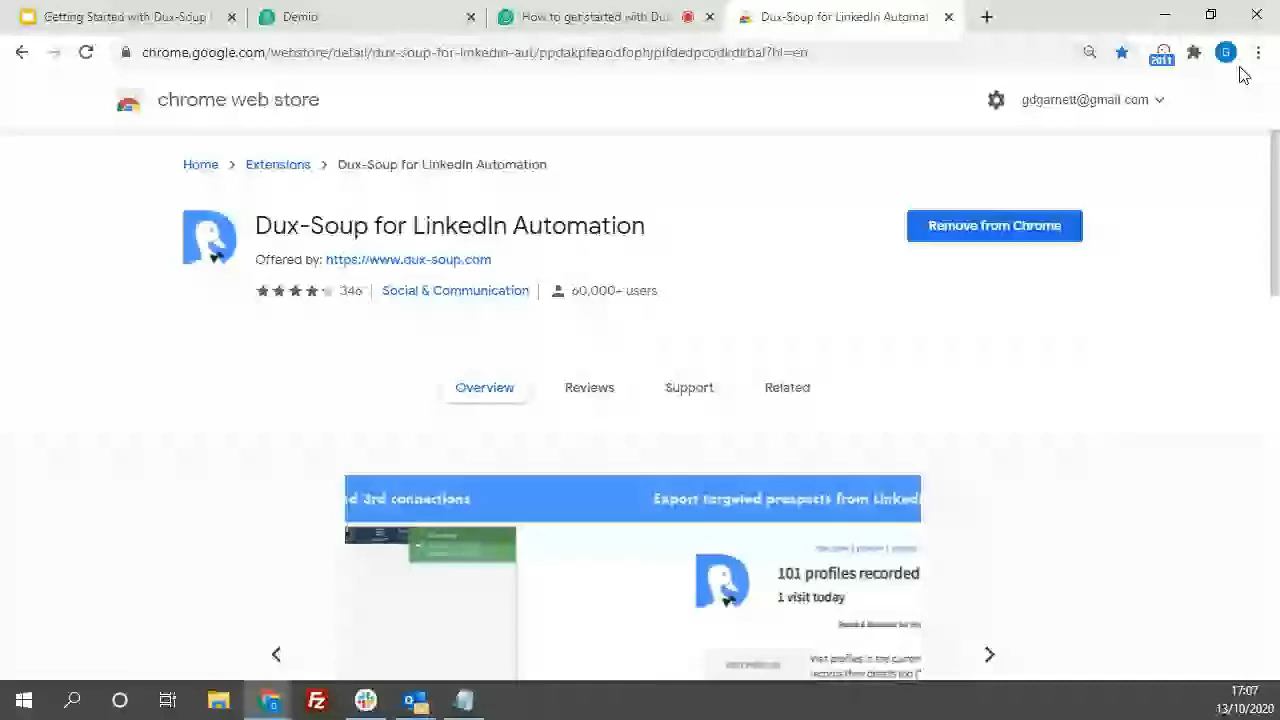 Getting Started with Dux-Soup
Demio
How to get started with Dux
Dux-Soup for LinkedIn Automat
2011
G
chrome web store
gdgarnett@gmail.com
Home > Extensions > Dux-Soup for LinkedIn Automation
Dux-Soup for LinkedIn Automation
Remove from Chrome
Offered by: https://www.dux-soup.com
346 | Social & Communication | 60,000+ users
Overview
Reviews
Support
Related
d 3rd connections
Export targeted prospects from LinkedI
101 profiles recorded
1 visit today
17:07
13/10/2020